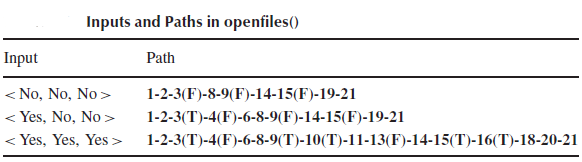 Inputs and Paths in openfiles()
Input Path
< No, No, No > 1-2-3(F)-8-9(F)-14-15(F)-19-21
< Yes, No, No > 1-2-3(T)-4(F)-6-8-9(F)-14-15(F)-19-21
< Yes, Yes, Yes > 1-2-3(T)-4(F)-6-8-9(T)-10(T)-11-13(F)-14-15(T)-16(T)-18-20-21